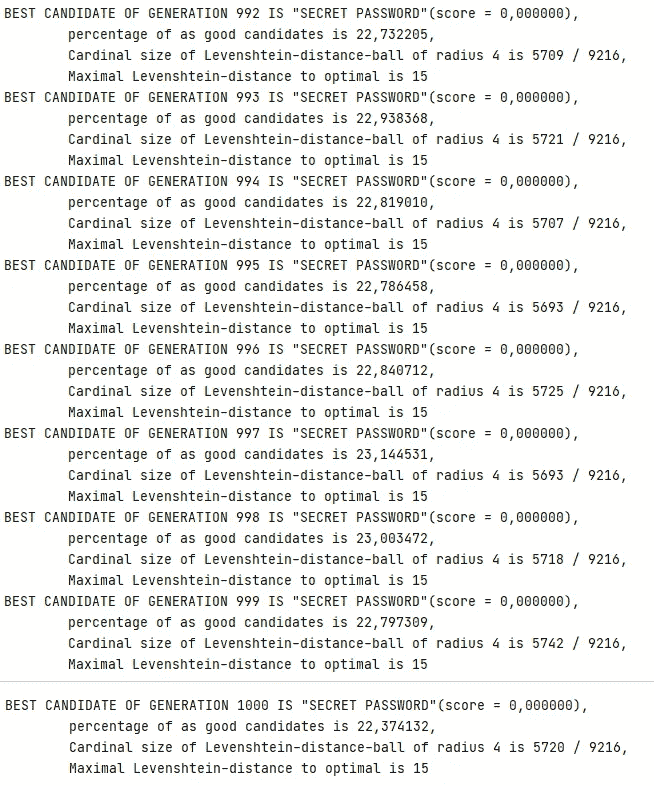 BEST CANDIDATE OF GENERATION 992 IS "SECRET PASSWORD"(score = 0,000000),
percentage of as good candidates is 22,732205,
Cardinal size of Levenshtein-distance-ball of radius 4 is 5709 / 9216,
Maximal Levenshtein-distance to optimal is 15
BEST CANDIDATE OF GENERATION 993 IS "SECRET PASSWORD"(score = 0,000000),
percentage of as good candidates is 22,938368,
Cardinal size of Levenshtein-distance-ball of radius 4 is 5721 / 9216,
Maximal Levenshtein-distance to optimal is 15
BEST CANDIDATE OF GENERATION 994 IS "SECRET PASSWORD"(score = 0,000000),
percentage of as good candidates is 22,819010,
Cardinal size of Levenshtein-distance-ball of radius 4 is 5707 / 9216,
Maximal Levenshtein-distance to optimal is 15
BEST CANDIDATE OF GENERATION 995 IS "SECRET PASSWORD"(score = 0,000000),
percentage of as good candidates is 22,786458,
Cardinal size of Levenshtein-distance-ball of radius 4 is 5693 / 9216,
Maximal Levenshtein-distance to optimal is 15
BEST CANDIDATE OF GENERATION 996 IS "SECRET PASSWORD"(score = 0,000000),
percentage of as good candidates is 22,840712,
Cardinal size of Levenshtein-distance-ball of radius 4 is 5725 / 9216,
Maximal Levenshtein-distance to optimal is 15
BEST CANDIDATE OF GENERATION 997 IS "SECRET PASSWORD"(score = 0,000000),
percentage of as good candidates is 23,144531,
Cardinal size of Levenshtein-distance-ball of radius 4 is 5693 / 9216,
Maximal Levenshtein-distance to optimal is 15
BEST CANDIDATE OF GENERATION 998 IS "SECRET PASSWORD"(score = 0,000000),
percentage of as good candidates is 23,003472,
Cardinal size of Levenshtein-distance-ball of radius 4 is 5718 / 9216,
Maximal Levenshtein-distance to optimal is 15
BEST CANDIDATE OF GENERATION 999 IS "SECRET PASSWORD"(score = 0,000000),
percentage of as good candidates is 22,797309,
Cardinal size of Levenshtein-distance-ball of radius 4 is 5742 / 9216,
Maximal Levenshtein-distance to optimal is 15
BEST CANDIDATE OF GENERATION 1000 IS "SECRET PASSWORD"(score = 0,000000),
percentage of as good candidates is 22,374132,
Cardinal size of Levenshtein-distance-ball of radius 4 is 5720 / 9216,
Maximal Levenshtein-distance to optimal is 15